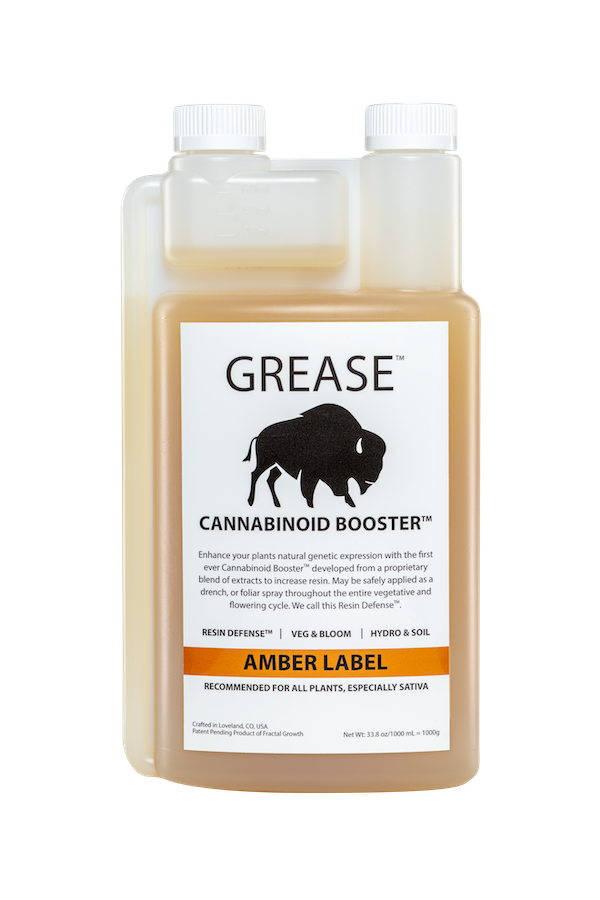 GREASE™
CANNABINOID BOOSTER™
Enhance your plants natural genetic expression with the first
ever Cannabinoid Booster™ developed from a proprietary
blend of extracts to increase resin. May be safely applied as a
drench, or foliar spray throughout the entire vegetative and
flowering cycle. We call this Resin Defense™.
RESIN DEFENSE™ | VEG & BLOOM | HYDRO & SOIL
AMBER LABEL
RECOMMENDED FOR ALL PLANTS, ESPECIALLY SATIVA
Crafted in Loveland, CO, USA
Patent Pending Product of Fractal Growth
Net Wt: 33.8 oz/1000 mL ≈ 1000g